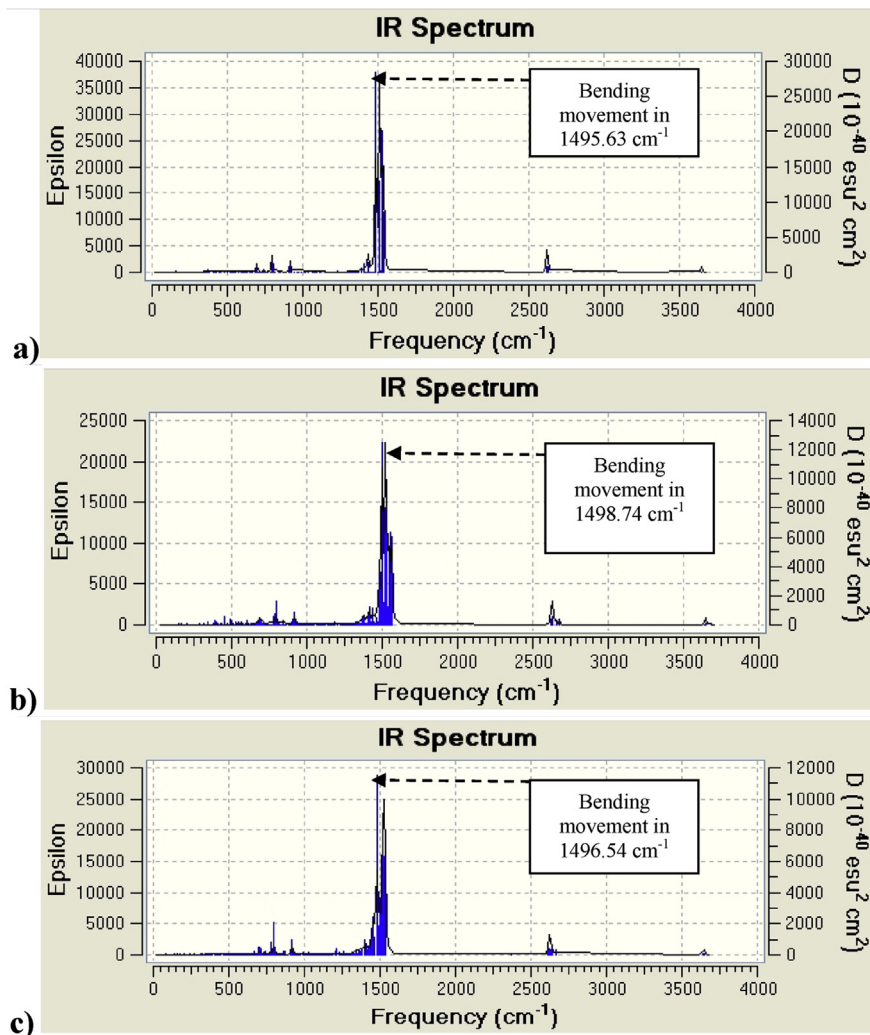 IR Spectrum
40000
35000
30000
25000
20000
15000
10000
5000
0
Epsilon
30000
20000
10000
0
D (10-40 esu2 cm2)
Bending
movement in
1495.63 cm-1
0 500 1000 1500 2000 2500 3000 3500 4000
Frequency (cm-1)
a)
IR Spectrum
25000
20000
15000
10000
5000
0
Epsilon
14000
12000
10000
8000
6000
4000
2000
0
D (10-40 esu2 cm2)
Bending
movement in
1498.74 cm-1
0 500 1000 1500 2000 2500 3000 3500 4000
Frequency (cm-1)
b)
IR Spectrum
30000
25000
20000
15000
10000
5000
0
Epsilon
12000
10000
8000
6000
4000
2000
0
D (10-40 esu2 cm2)
Bending
movement in
1496.54 cm-1
0 500 1000 1500 2000 2500 3000 3500 4000
Frequency (cm-1)
c)